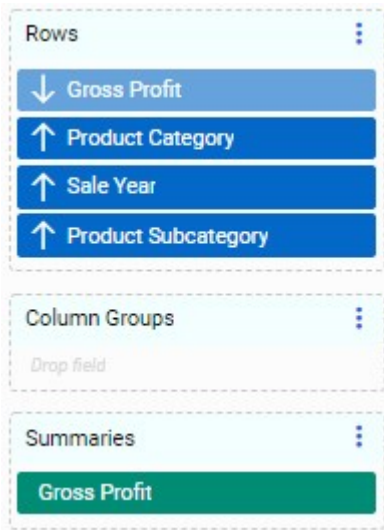 Rows
Gross Profit
Product Category
Sale Year
Product Subcategory
Column Groups
Drop field
Summaries
Gross Profit